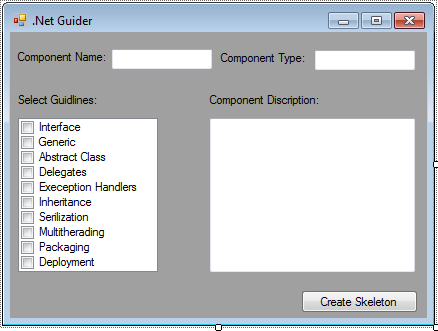 .Net Guider
Component Name: Component Type:
Select Guidlines: Component Discription:
Interface
Generic
Abstract Class
Delegates
Exeception Handlers
Inheritance
Serilization
Multitherading
Packaging
Deployment
Create Skeleton